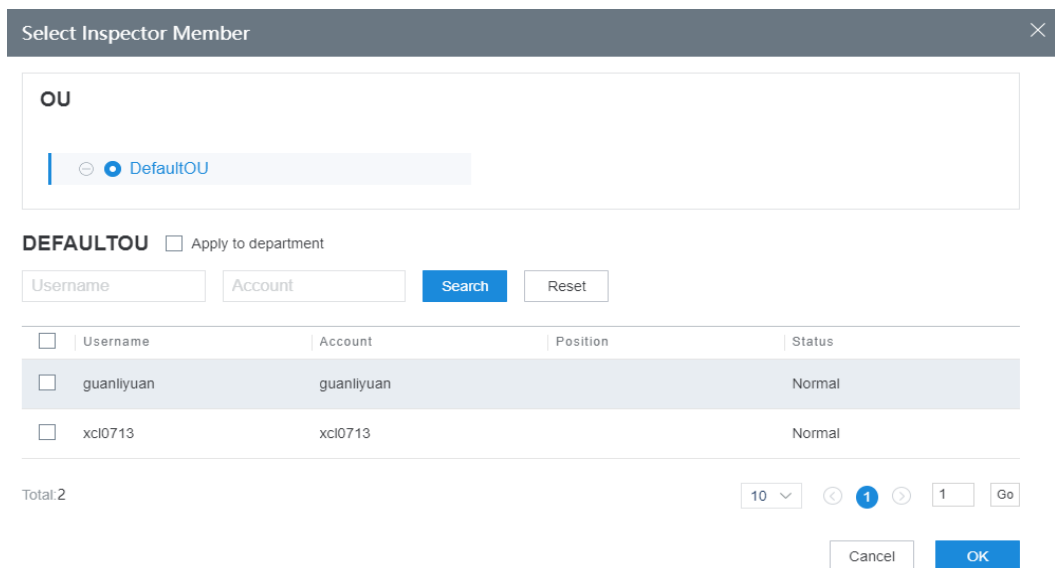 Select Inspector Member
OU
DefaultOU
DEFAULTOU Apply to department
Username Account Search Reset
Username Account Position Status
guanliyuan guanliyuan Normal
xcl0713 xcl0713 Normal
Total:2 10 1 1 Go
Cancel OK